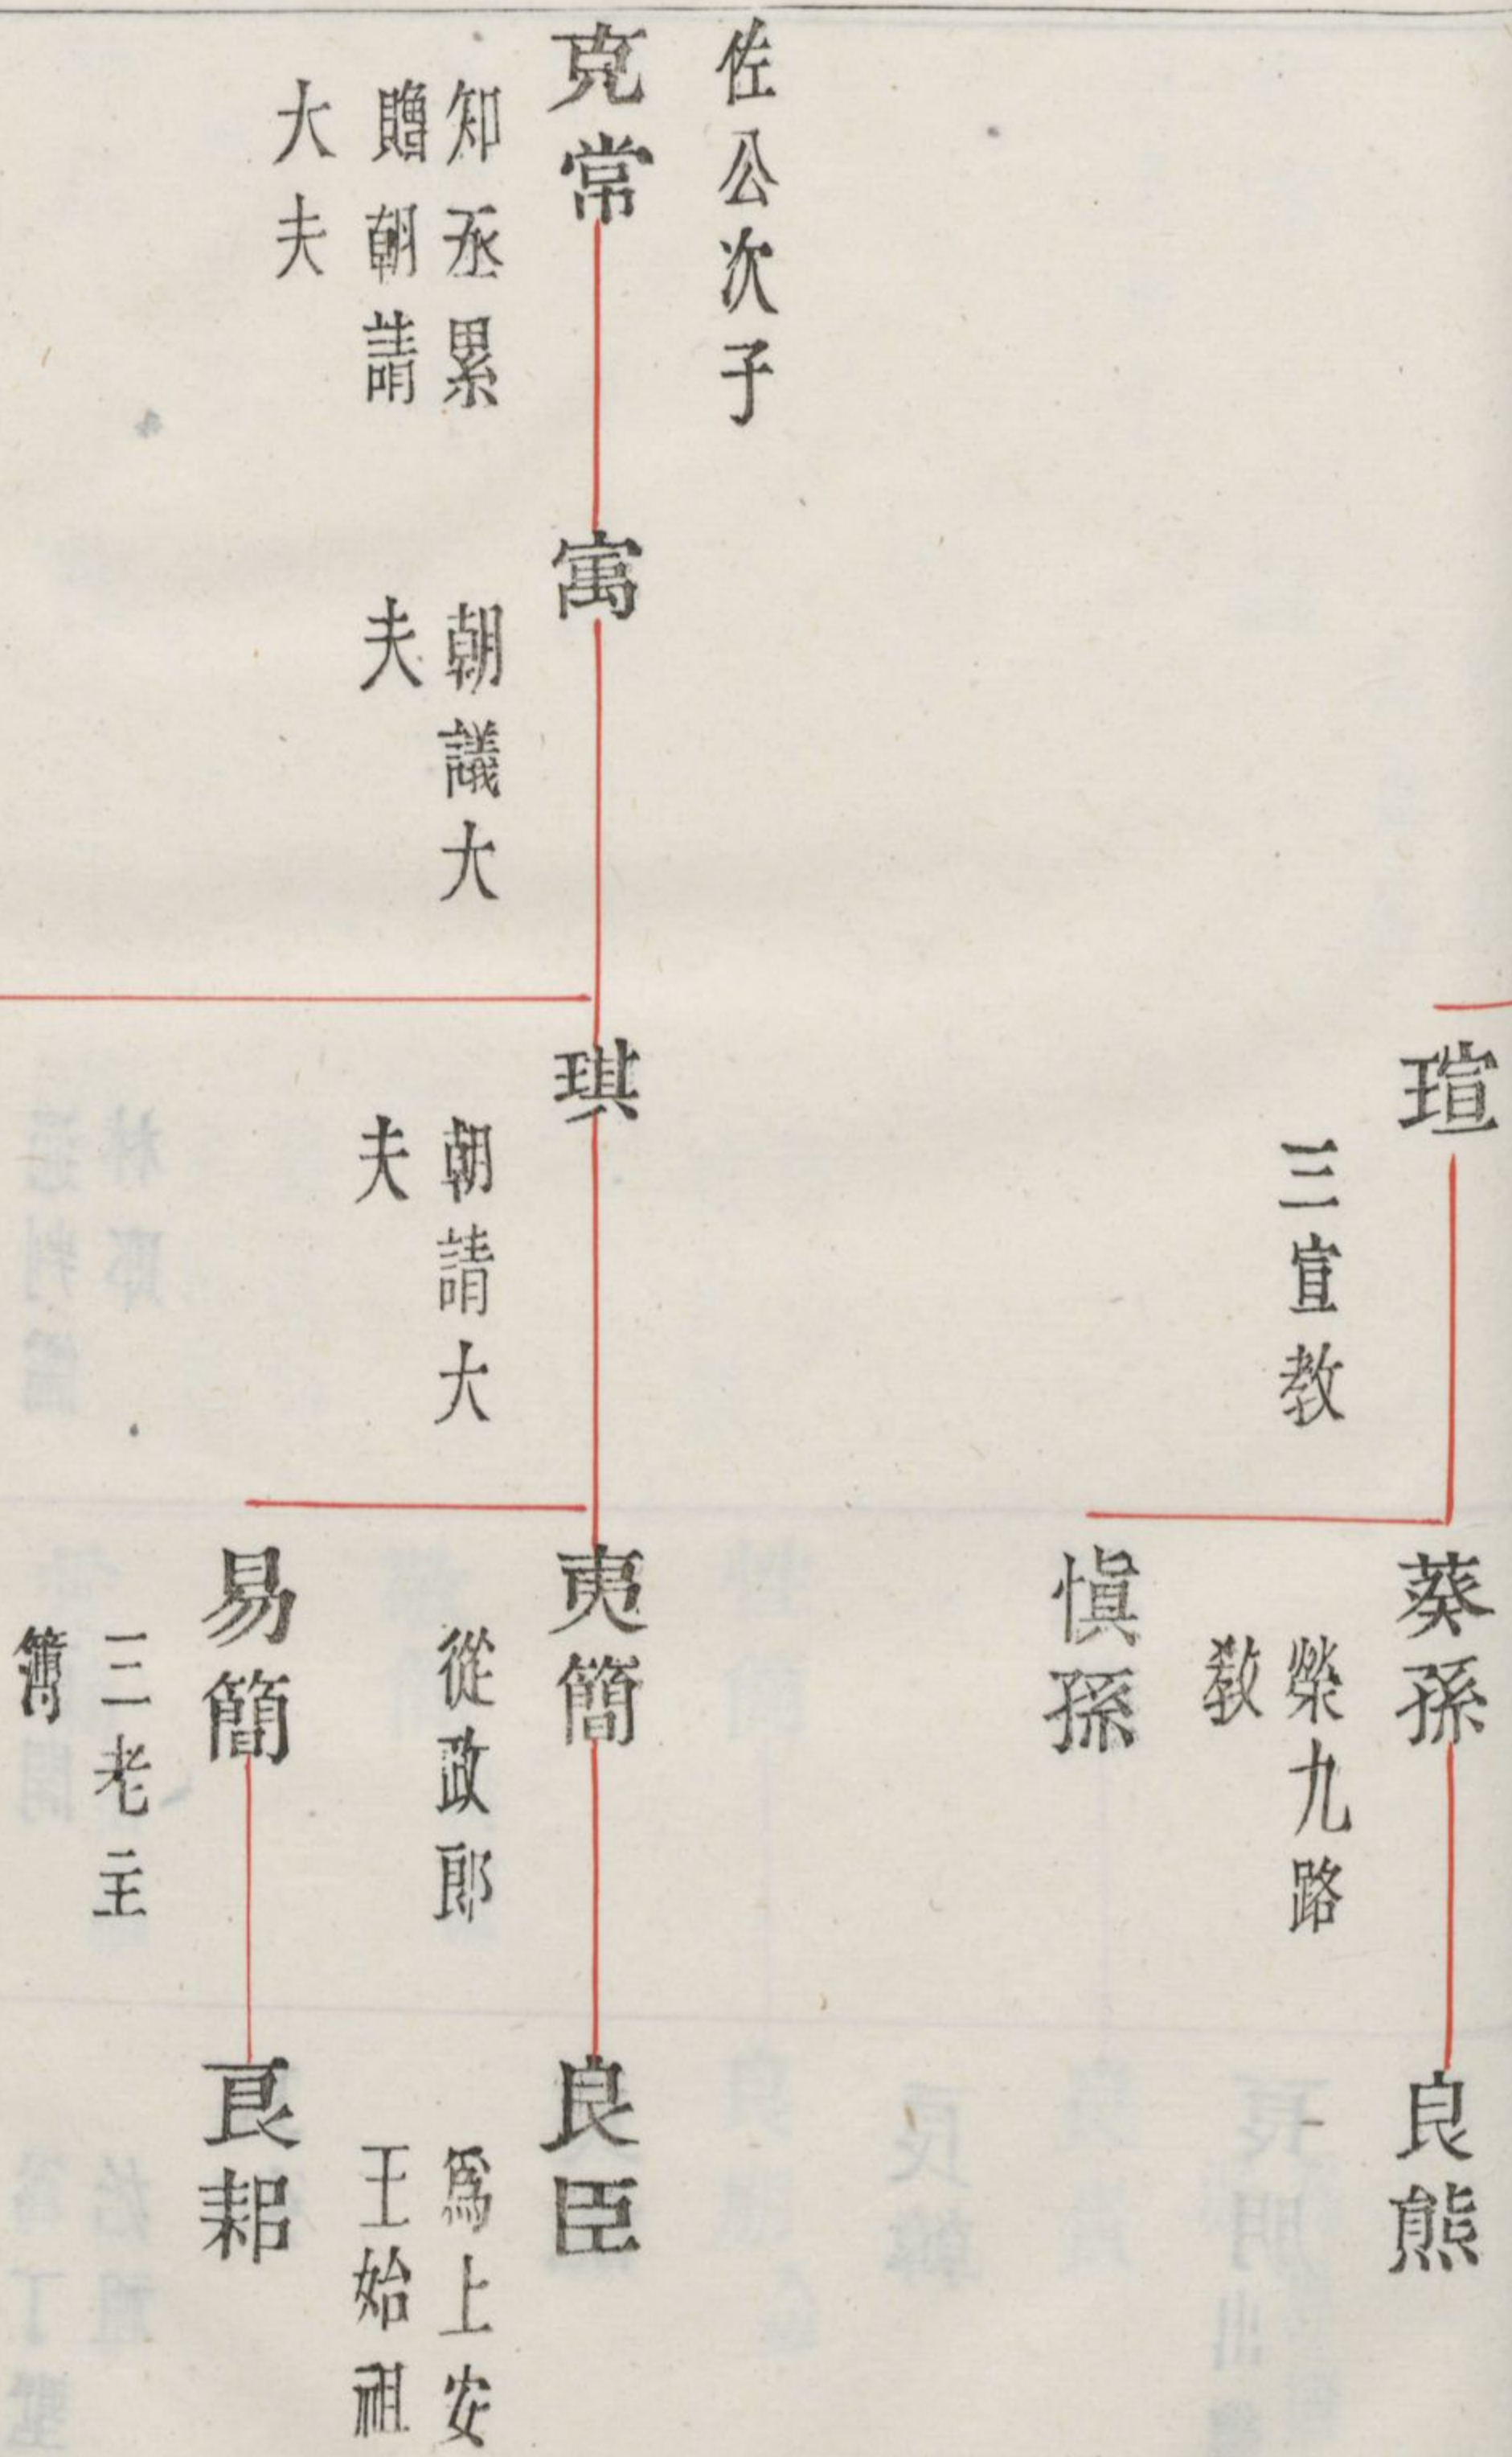 瑄
三宣教
葵孫
榮九路
教
良熊
慎孫
佐公次子
克常
知丞累
贈朝請
大夫
寓
朝議大
夫
琪
朝請大
夫
夷簡
從政郎
良臣
爲上安
王始祖
易簡
三老主
簿
良耜